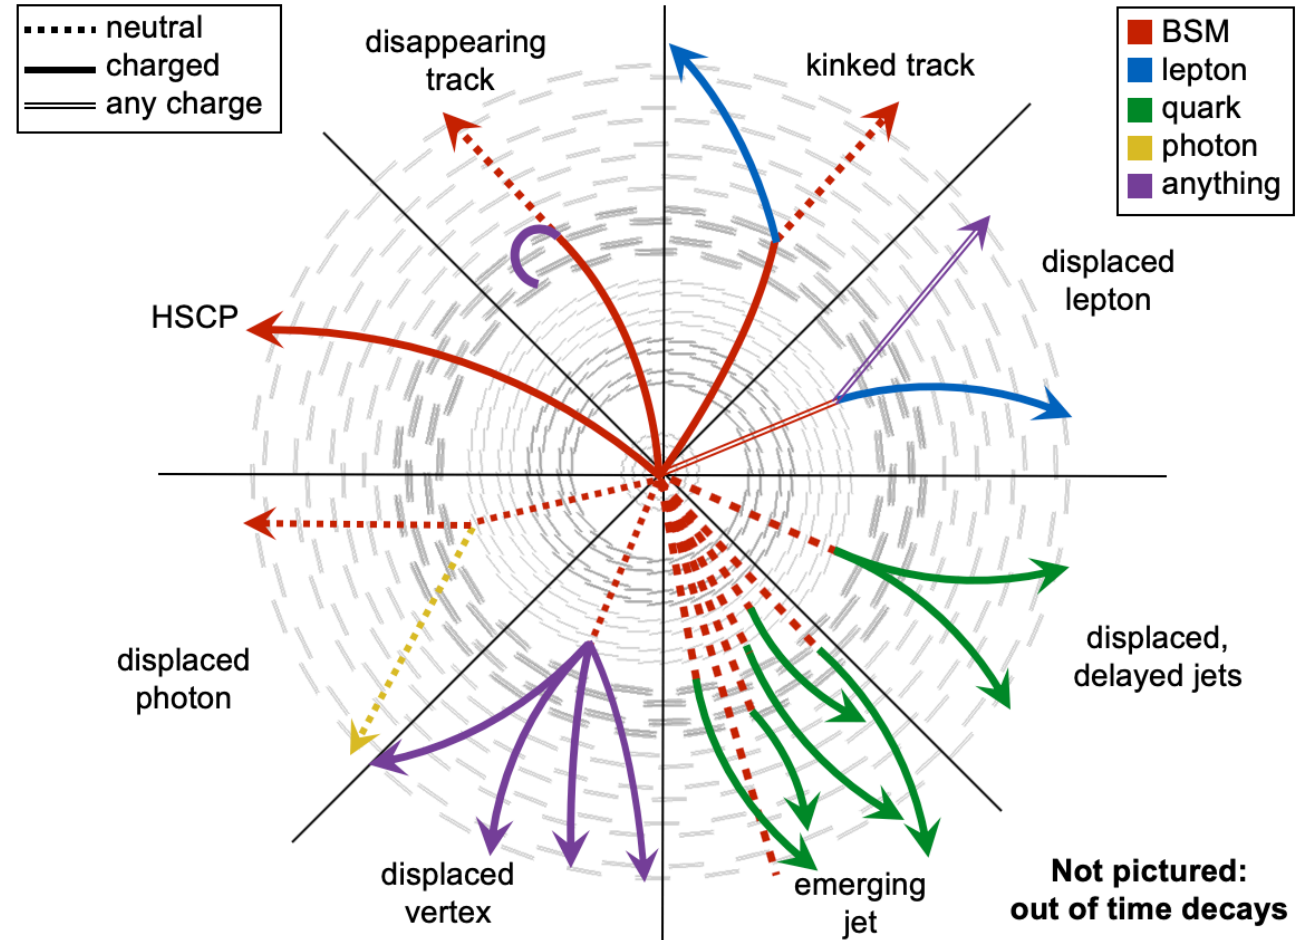 neutral
charged
any charge
BSM
lepton
quark
photon
anything
disappearing
track
kinked track
displaced
lepton
HSCP
displaced
photon
displaced,
delayed jets
displaced
vertex
emerging
jet
Not pictured:
out of time decays